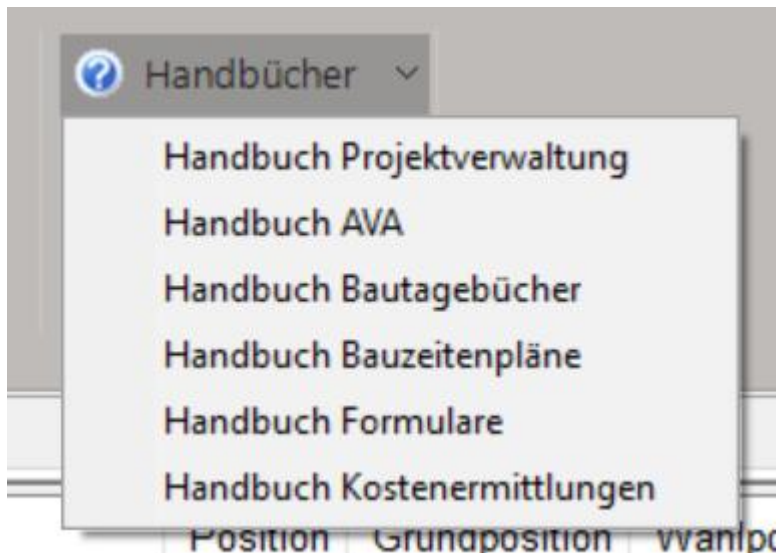 Handbücher
Handbuch Projektverwaltung
Handbuch AVA
Handbuch Bautagebücher
Handbuch Bauzeitenpläne
Handbuch Formulare
Handbuch Kostenermittlungen
Position Grundposition